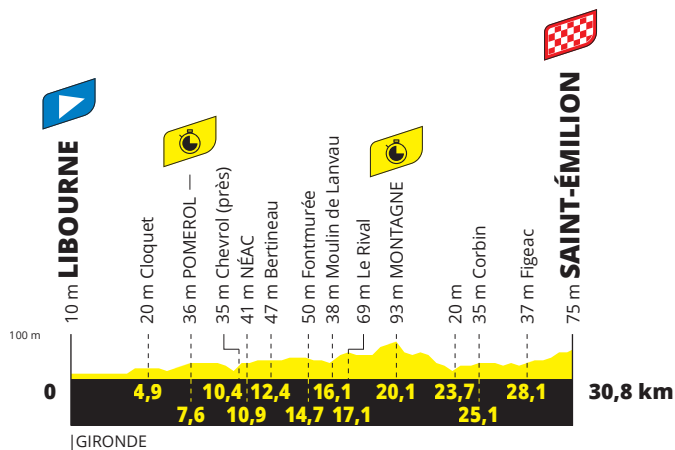 10 m LIBOURNE
20 m Cloquet
36 m POMEROL
35 m Chevrol (près)
41 m NÉAC
47 m Bertineau
50 m Fontmurée
38 m Moulin de Lanvau
69 m Le Rival
93 m MONTAGNE
20 m
35 m Corbin
37 m Figeac
75 m SAINT-ÉMILION
100 m
0
4,9
7,6
10,4
10,9
12,4
14,7
16,1
17,1
20,1
23,7
25,1
28,1
30,8 km
GIRONDE